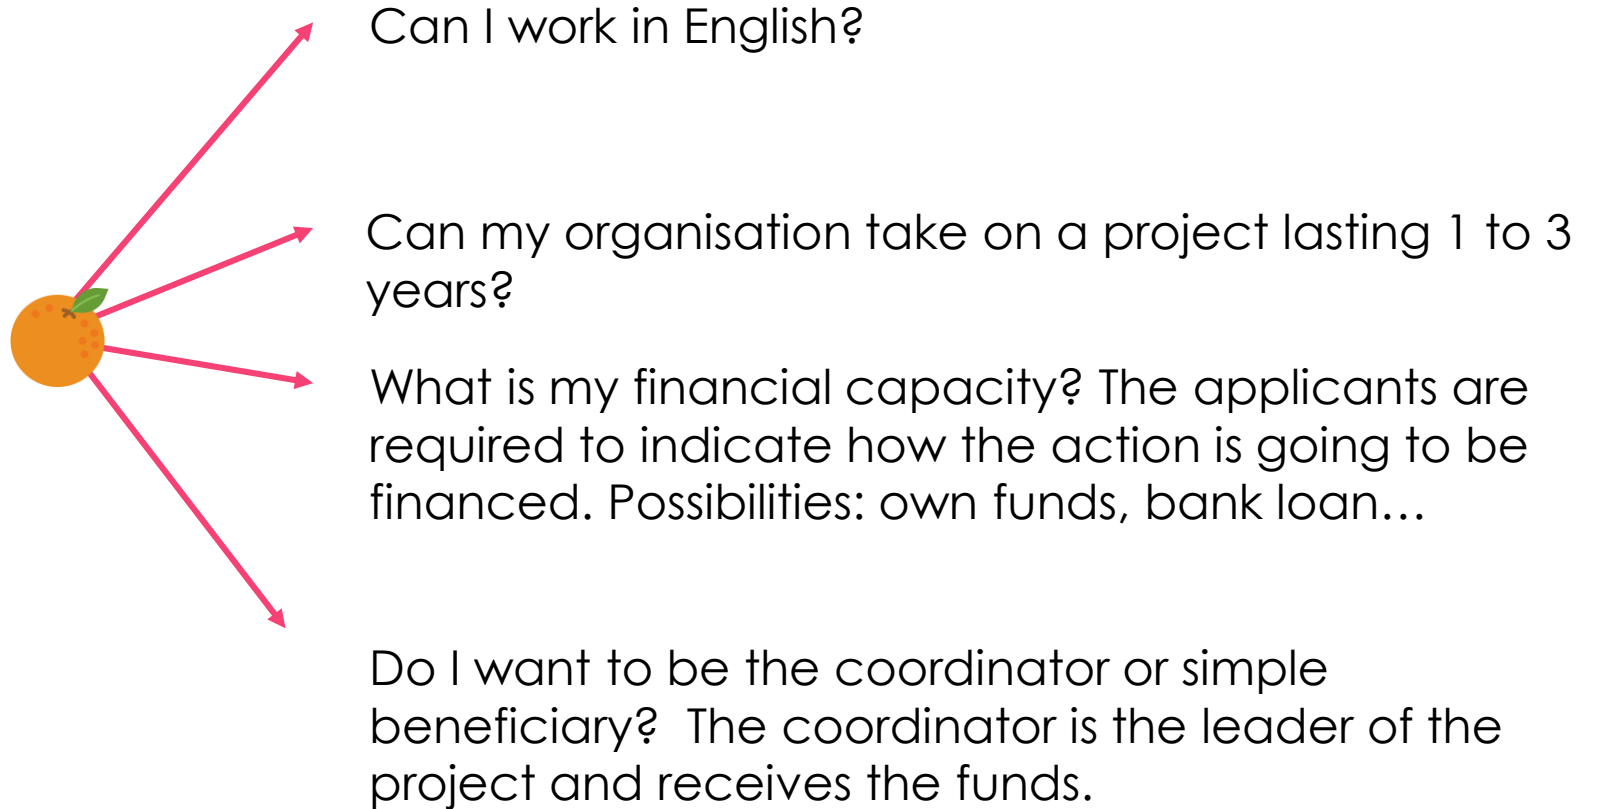 Can I work in English?
Can my organisation take on a project lasting 1 to 3
years?
What is my financial capacity? The applicants are
required to indicate how the action is going to be
financed. Possibilities: own funds, bank loan…
Do I want to be the coordinator or simple
beneficiary?  The coordinator is the leader of the
project and receives the funds.